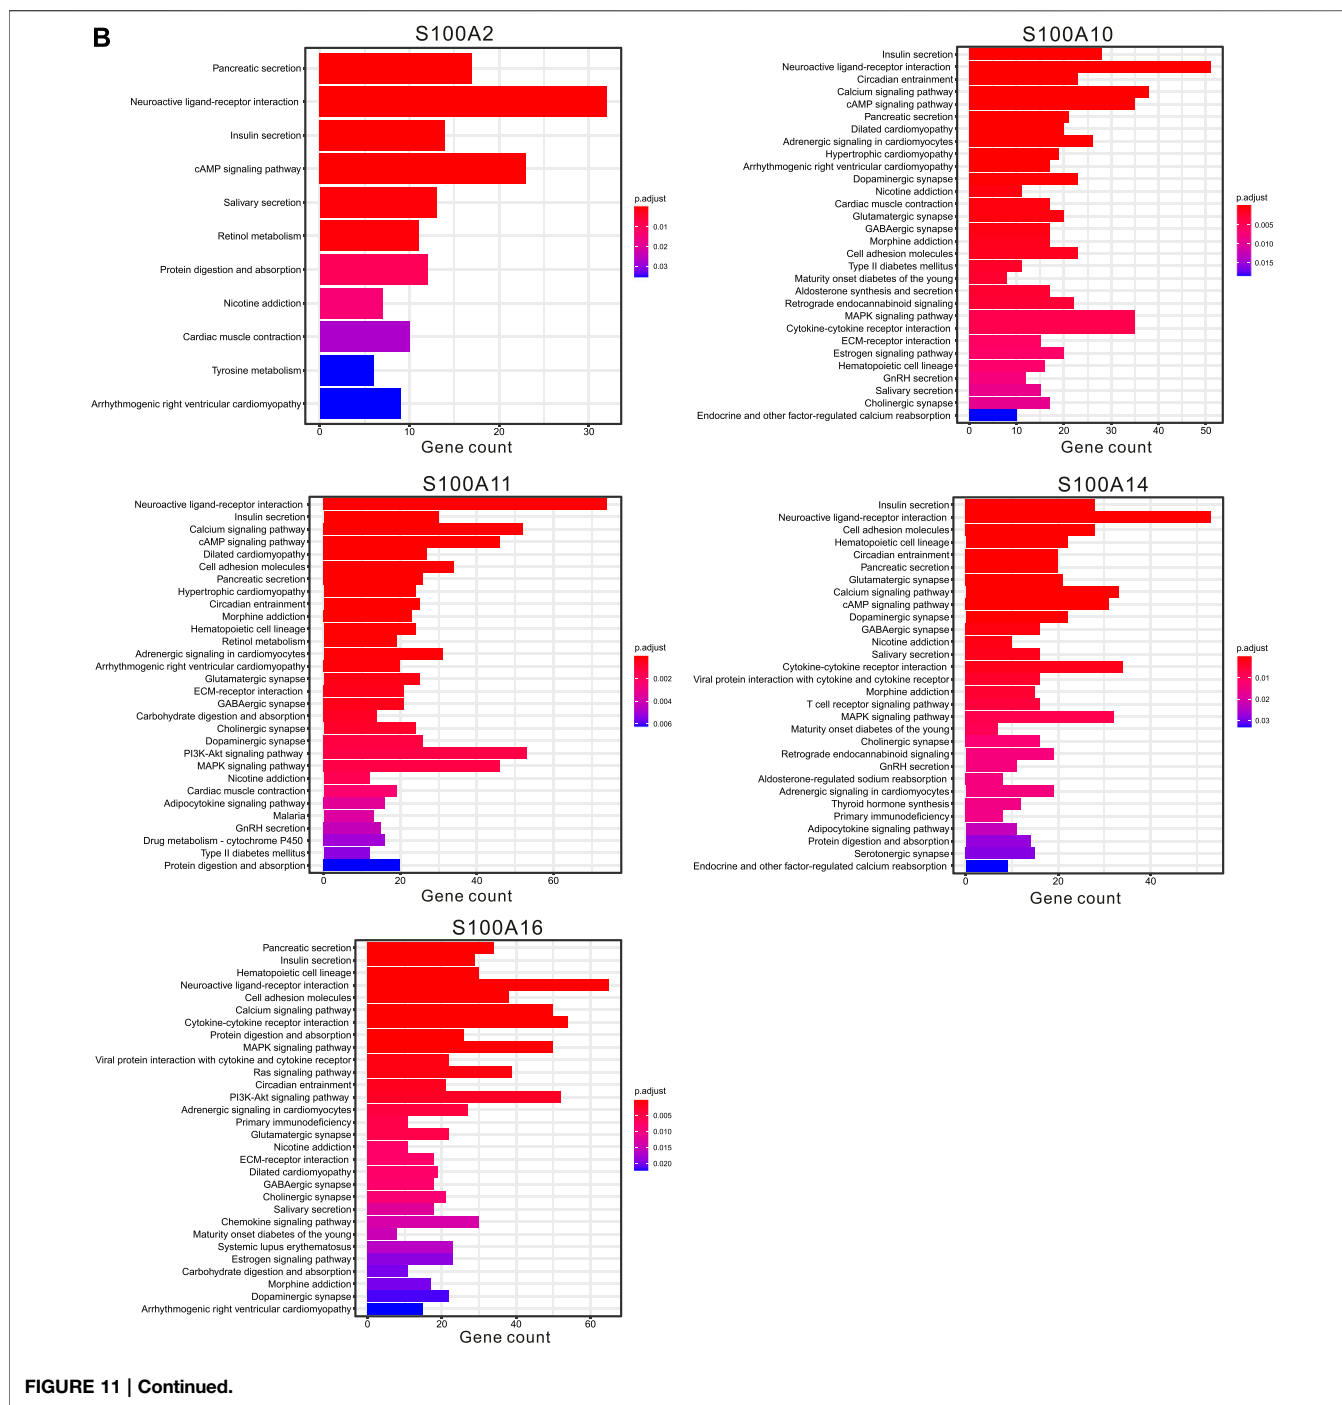 B
S100A2
Pancreatic secretion
Neuroactive ligand-receptor interaction
Insulin secretion
cAMP signaling pathway
Salivary secretion
Retinol metabolism
Protein digestion and absorption
Nicotine addiction
Cardiac muscle contraction
Tyrosine metabolism
Arrhythmogenic right ventricular cardiomyopathy
0 10 20 30
Gene count
p.adjust
0.01
0.02
0.03
S100A10
Insulin secretion
Neuroactive ligand-receptor interaction
Circadian entrainment
Calcium signaling pathway
cAMP signaling pathway
Pancreatic secretion
Dilated cardiomyopathy
Adrenergic signaling in cardiomyocytes
Hypertrophic cardiomyopathy
Arrhythmogenic right ventricular cardiomyopathy
Dopaminergic synapse
Nicotine addiction
Cardiac muscle contraction
Glutamatergic synapse
GABAergic synapse
Morphine addiction
Cell adhesion molecules
Type II diabetes mellitus
Maturity onset diabetes of the young
Aldosterone synthesis and secretion
Retrograde endocannabinoid signaling
MAPK signaling pathway
Cytokine-cytokine receptor interaction
ECM-receptor interaction
Estrogen signaling pathway
Hematopoietic cell lineage
GnRH secretion
Salivary secretion
Cholinergic synapse
Endocrine and other factor-regulated calcium reabsorption
0 10 20 30 40 50
Gene count
p.adjust
0.005
0.010
0.015
S100A11
Neuroactive ligand-receptor interaction
Insulin secretion
Calcium signaling pathway
cAMP signaling pathway
Dilated cardiomyopathy
Cell adhesion molecules
Pancreatic secretion
Hypertrophic cardiomyopathy
Circadian entrainment
Morphine addiction
Hematopoietic cell lineage
Retinol metabolism
Adrenergic signaling in cardiomyocytes
Arrhythmogenic right ventricular cardiomyopathy
Glutamatergic synapse
ECM-receptor interaction
GABAergic synapse
Carbohydrate digestion and absorption
Cholinergic synapse
Dopaminergic synapse
PI3K-Akt signaling pathway
MAPK signaling pathway
Nicotine addiction
Cardiac muscle contraction
Adipocytokine signaling pathway
Malaria
GnRH secretion
Drug metabolism - cytochrome P450
Type II diabetes mellitus
Protein digestion and absorption
0 20 40 60
Gene count
p.adjust
0.002
0.004
0.006
S100A14
Insulin secretion
Neuroactive ligand-receptor interaction
Cell adhesion molecules
Hematopoietic cell lineage
Circadian entrainment
Pancreatic secretion
Glutamatergic synapse
Calcium signaling pathway
cAMP signaling pathway
Dopaminergic synapse
GABAergic synapse
Nicotine addiction
Salivary secretion
Cytokine-cytokine receptor interaction
Viral protein interaction with cytokine and cytokine receptor
Morphine addiction
T cell receptor signaling pathway
MAPK signaling pathway
Maturity onset diabetes of the young
Cholinergic synapse
Retrograde endocannabinoid signaling
GnRH secretion
Aldosterone-regulated sodium reabsorption
Adrenergic signaling in cardiomyocytes
Thyroid hormone synthesis
Primary immunodeficiency
Adipocytokine signaling pathway
Protein digestion and absorption
Serotonergic synapse
Endocrine and other factor-regulated calcium reabsorption
0 20 40
Gene count
p.adjust
0.01
0.02
0.03
S100A16
Pancreatic secretion
Insulin secretion
Hematopoietic cell lineage
Neuroactive ligand-receptor interaction
Cell adhesion molecules
Calcium signaling pathway
Cytokine-cytokine receptor interaction
Protein digestion and absorption
MAPK signaling pathway
Viral protein interaction with cytokine and cytokine receptor
Ras signaling pathway
Circadian entrainment
PI3K-Akt signaling pathway
Adrenergic signaling in cardiomyocytes
Primary immunodeficiency
Glutamatergic synapse
Nicotine addiction
ECM-receptor interaction
Dilated cardiomyopathy
GABAergic synapse
Cholinergic synapse
Salivary secretion
Chemokine signaling pathway
Maturity onset diabetes of the young
Systemic lupus erythematosus
Estrogen signaling pathway
Carbohydrate digestion and absorption
Morphine addiction
Dopaminergic synapse
Arrhythmogenic right ventricular cardiomyopathy
0 20 40 60
Gene count
p.adjust
0.005
0.010
0.015
0.020
FIGURE 11 | Continued.